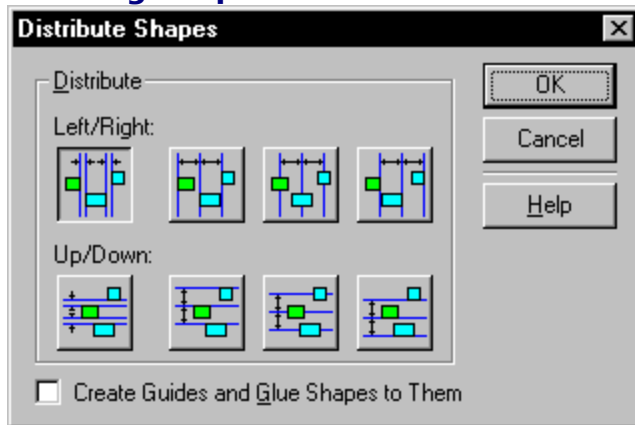 Distribute Shapes
Distribute
OK
Left/Right:
Cancel
Help
Up/Down:
Create Guides and Glue Shapes to Them